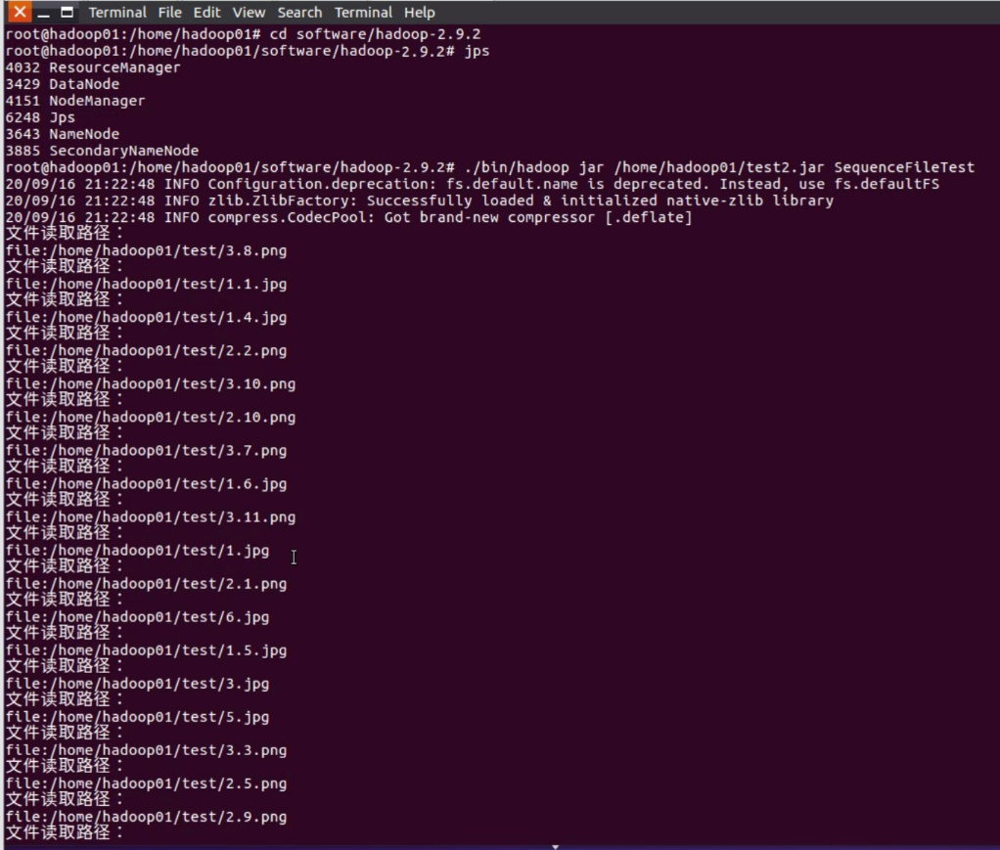 Terminal File Edit View Search Terminal Help
root@hadoop01:/home/hadoop01# cd software/hadoop-2.9.2
root@hadoop01:/home/hadoop01/software/hadoop-2.9.2# jps
4032 ResourceManager
3429 DataNode
4151 NodeManager
6248 Jps
3643 NameNode
3885 SecondaryNameNode
root@hadoop01:/home/hadoop01/software/hadoop-2.9.2# ./bin/hadoop jar /home/hadoop01/test2.jar SequenceFileTest
20/09/16 21:22:48 INFO Configuration.deprecation: fs.default.name is deprecated. Instead, use fs.defaultFS
20/09/16 21:22:48 INFO zlib.ZlibFactory: Successfully loaded & initialized native-zlib library
20/09/16 21:22:48 INFO compress.CodecPool: Got brand-new compressor [.deflate]
文件读取路径：
file:/home/hadoop01/test/3.8.png
文件读取路径：
file:/home/hadoop01/test/1.1.jpg
文件读取路径：
file:/home/hadoop01/test/1.4.jpg
文件读取路径：
file:/home/hadoop01/test/2.2.png
文件读取路径：
file:/home/hadoop01/test/3.10.png
文件读取路径：
file:/home/hadoop01/test/2.10.png
文件读取路径：
file:/home/hadoop01/test/3.7.png
文件读取路径：
file:/home/hadoop01/test/1.6.jpg
文件读取路径：
file:/home/hadoop01/test/3.11.png
文件读取路径：
file:/home/hadoop01/test/1.jpg
文件读取路径：
file:/home/hadoop01/test/2.1.png
文件读取路径：
file:/home/hadoop01/test/6.jpg
文件读取路径：
file:/home/hadoop01/test/1.5.jpg
文件读取路径：
file:/home/hadoop01/test/3.jpg
文件读取路径：
file:/home/hadoop01/test/5.jpg
文件读取路径：
file:/home/hadoop01/test/3.3.png
文件读取路径：
file:/home/hadoop01/test/2.5.png
文件读取路径：
file:/home/hadoop01/test/2.9.png
文件读取路径：